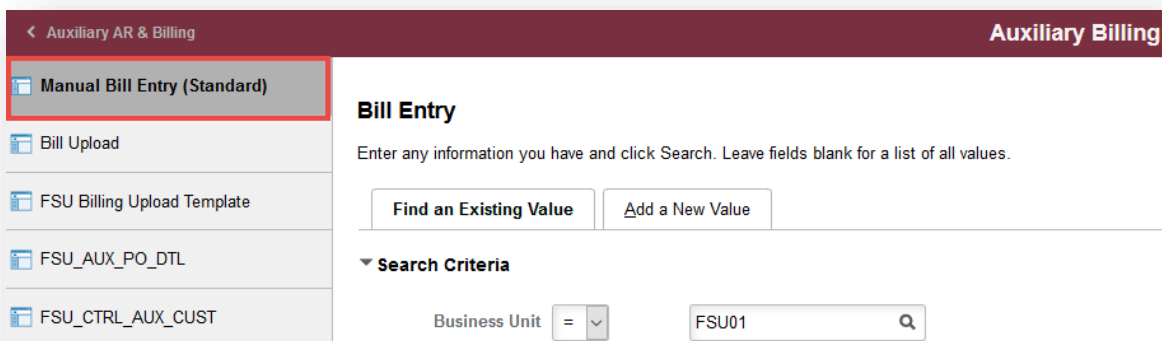 Auxiliary AR & Billing
Auxiliary Billing
Manual Bill Entry (Standard)
Bill Upload
FSU Billing Upload Template
FSU_AUX_PO_DTL
FSU_CTRL_AUX_CUST
Bill Entry
Enter any information you have and click Search. Leave fields blank for a list of all values.
Find an Existing Value
Add a New Value
Search Criteria
Business Unit = FSU01